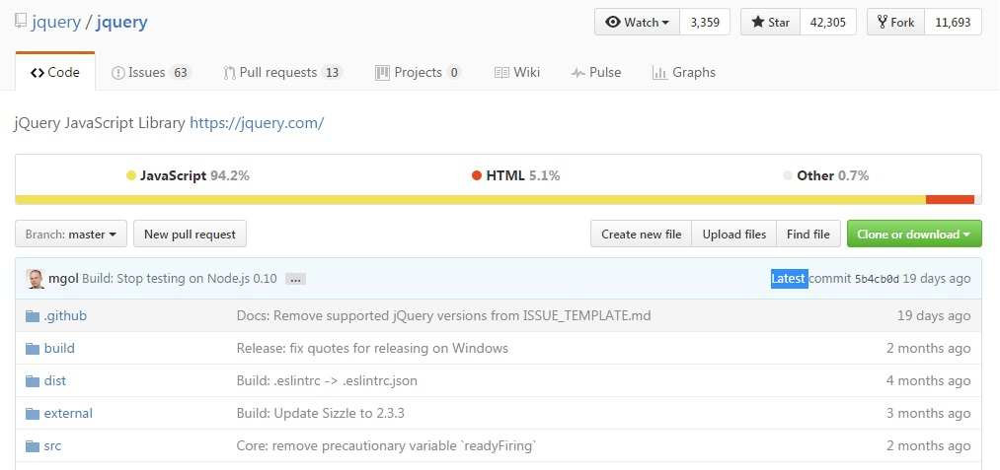 jquery / jquery Watch 3,359 Star 42,305 Fork 11,693
Code Issues 63 Pull requests 13 Projects 0 Wiki Pulse Graphs
jQuery JavaScript Library https://jquery.com/
JavaScript 94.2% HTML 5.1% Other 0.7%
Branch: master New pull request Create new file Upload files Find file Clone or download
mgol Build: Stop testing on Node.js 0.10 ... Latest commit 5b4cb0d 19 days ago
.github Docs: Remove supported jQuery versions from ISSUE_TEMPLATE.md 19 days ago
build Release: fix quotes for releasing on Windows 2 months ago
dist Build: .eslintrc -> .eslintrc.json 4 months ago
external Build: Update Sizzle to 2.3.3 3 months ago
src Core: remove precautionary variable `readyFiring` 2 months ago